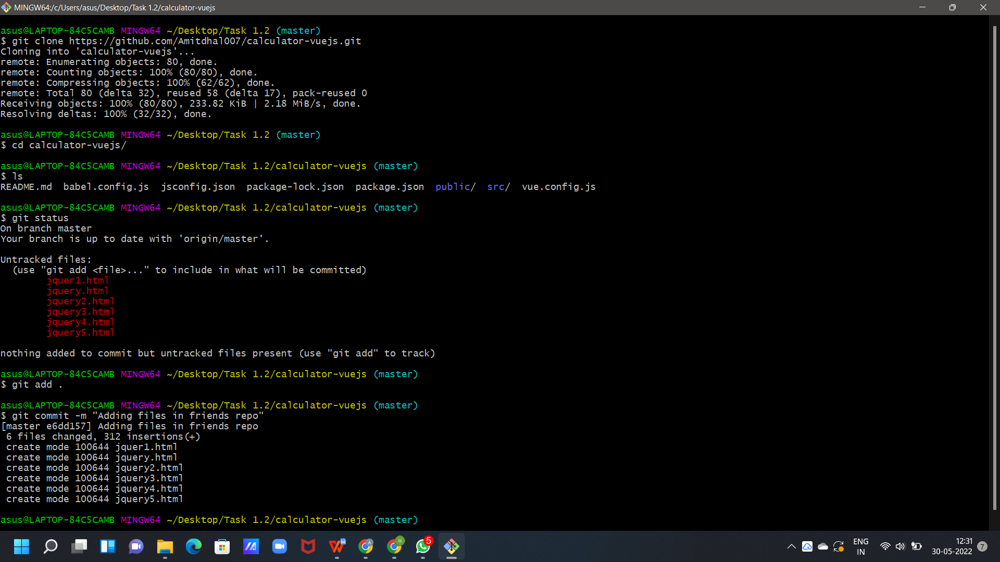 MINGW64:/c/Users/asus/Desktop/Task 1.2/calculator-vuejs
asus@LAPTOP-84C5CAMB MINGW64 ~/Desktop/Task 1.2 (master)
$ git clone https://github.com/Amitdhal007/calculator-vuejs.git
Cloning into 'calculator-vuejs'...
remote: Enumerating objects: 80, done.
remote: Counting objects: 100% (80/80), done.
remote: Compressing objects: 100% (62/62), done.
remote: Total 80 (delta 32), reused 58 (delta 17), pack-reused 0
Receiving objects: 100% (80/80), 233.82 KiB | 2.18 MiB/s, done.
Resolving deltas: 100% (32/32), done.
asus@LAPTOP-84C5CAMB MINGW64 ~/Desktop/Task 1.2 (master)
$ cd calculator-vuejs/
asus@LAPTOP-84C5CAMB MINGW64 ~/Desktop/Task 1.2/calculator-vuejs (master)
$ ls
README.md  babel.config.js  jsconfig.json  package-lock.json  package.json  public/  src/  vue.config.js
asus@LAPTOP-84C5CAMB MINGW64 ~/Desktop/Task 1.2/calculator-vuejs (master)
$ git status
On branch master
Your branch is up to date with 'origin/master'.
Untracked files:
  (use "git add <file>..." to include in what will be committed)
        jquer1.html
        jquery.html
        jquery2.html
        jquery3.html
        jquery4.html
        jquery5.html
nothing added to commit but untracked files present (use "git add" to track)
asus@LAPTOP-84C5CAMB MINGW64 ~/Desktop/Task 1.2/calculator-vuejs (master)
$ git add .
asus@LAPTOP-84C5CAMB MINGW64 ~/Desktop/Task 1.2/calculator-vuejs (master)
$ git commit -m "Adding files in friends repo"
[master e6dd157] Adding files in friends repo
 6 files changed, 312 insertions(+)
 create mode 100644 jquer1.html
 create mode 100644 jquery.html
 create mode 100644 jquery2.html
 create mode 100644 jquery3.html
 create mode 100644 jquery4.html
 create mode 100644 jquery5.html
asus@LAPTOP-84C5CAMB MINGW64 ~/Desktop/Task 1.2/calculator-vuejs (master)
W
A
U
5
ENG
IN
12:31
30-05-2022
7